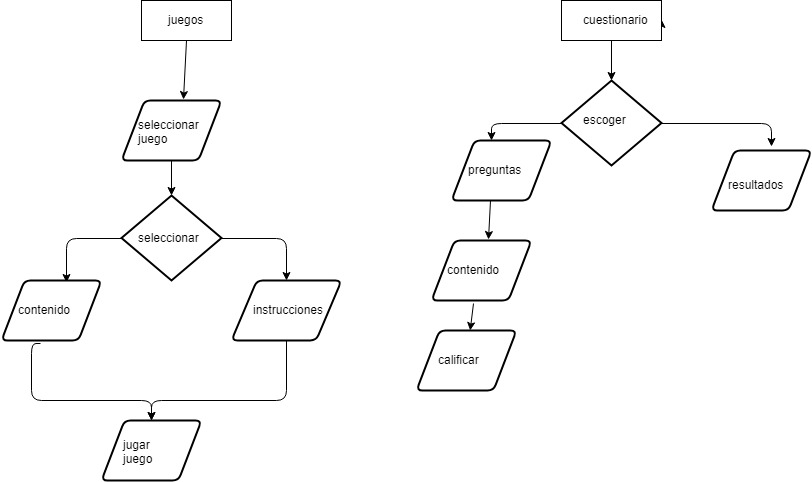 juegos
seleccionar
juego
seleccionar
contenido
instrucciones
jugar
juego
cuestionario
escoger
preguntas
resultados
contenido
calificar